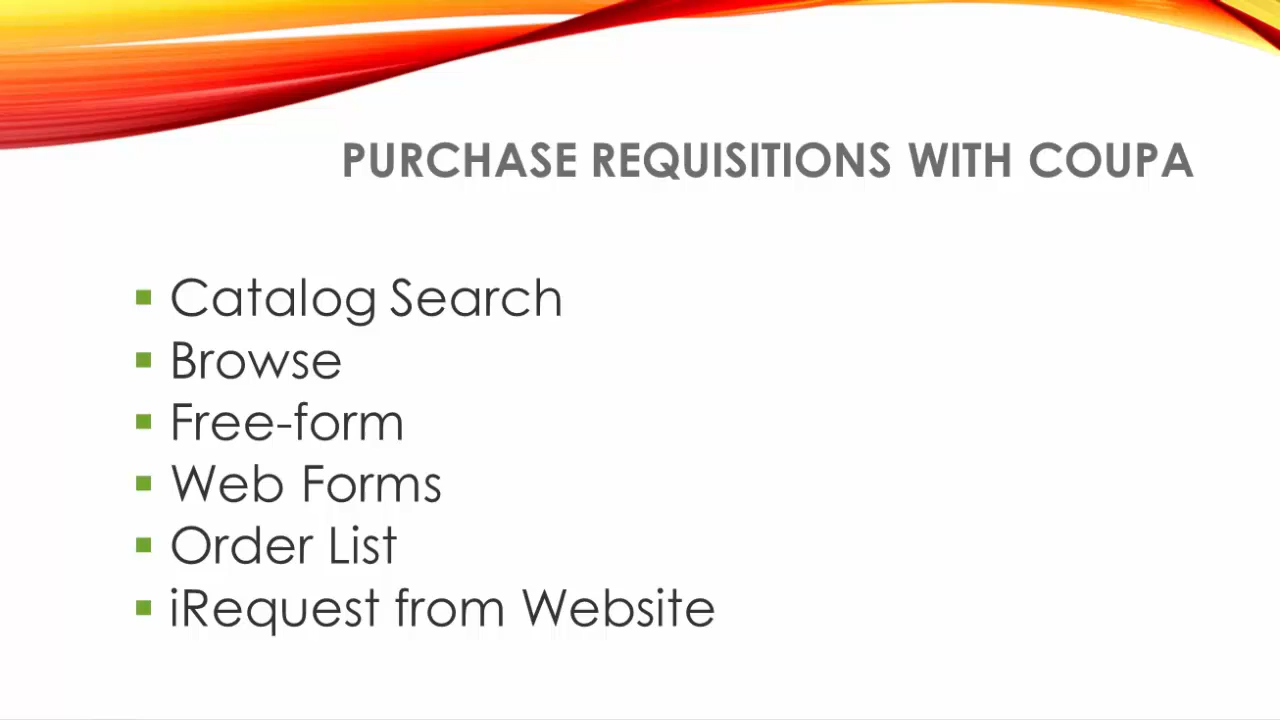 PURCHASE REQUISITIONS WITH COUPA
Catalog Search
Browse
Free-form
Web Forms
Order List
iRequest from Website